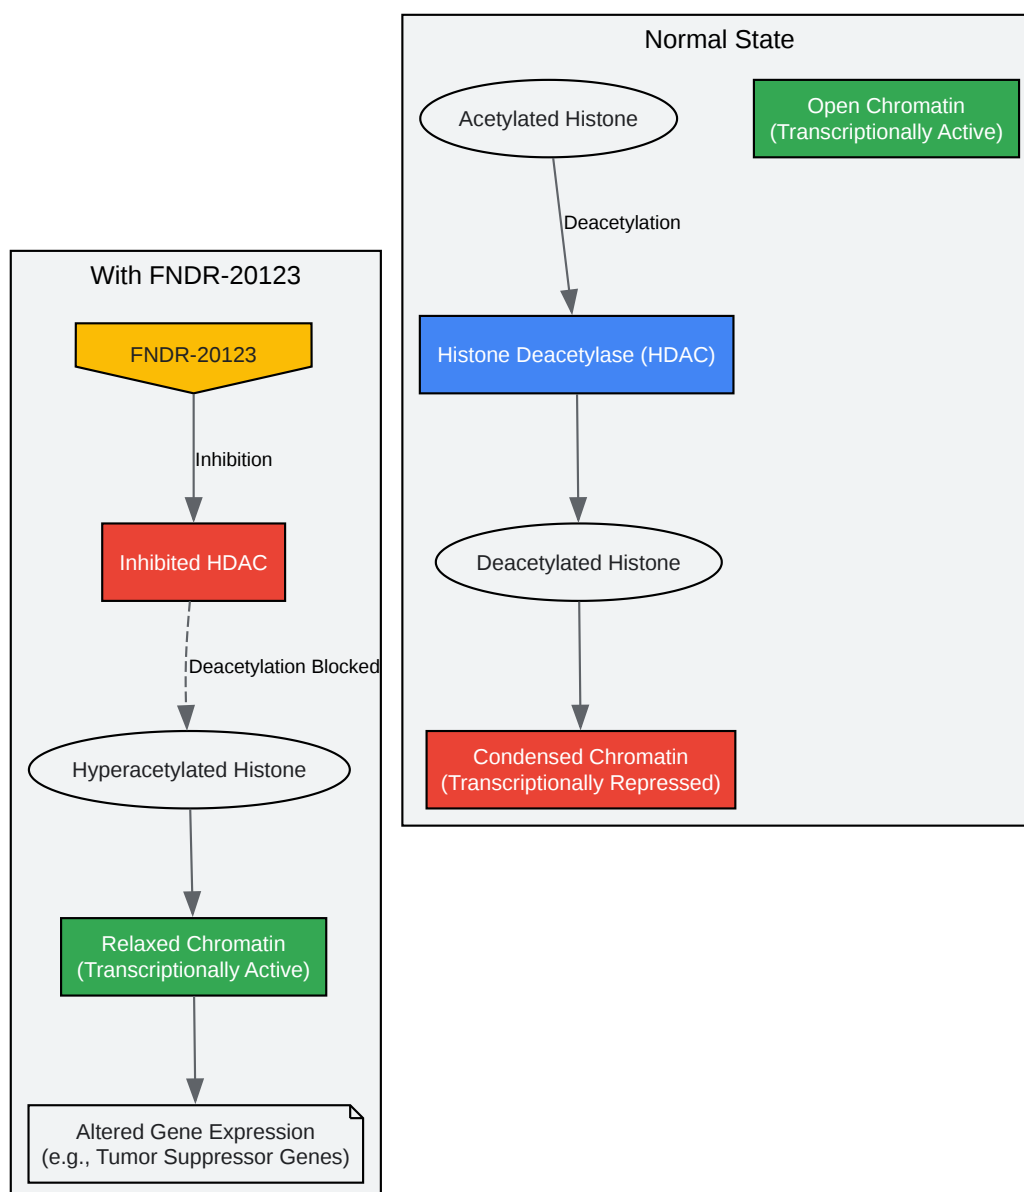 Normal State
Acetylated Histone
Open Chromatin
(Transcriptionally Active)
Deacetylation
Histone Deacetylase (HDAC)
Deacetylated Histone
Condensed Chromatin
(Transcriptionally Repressed)
With FNDR-20123
FNDR-20123
Inhibition
Inhibited HDAC
Deacetylation Blocked
Hyperacetylated Histone
Relaxed Chromatin
(Transcriptionally Active)
Altered Gene Expression
(e.g., Tumor Suppressor Genes)